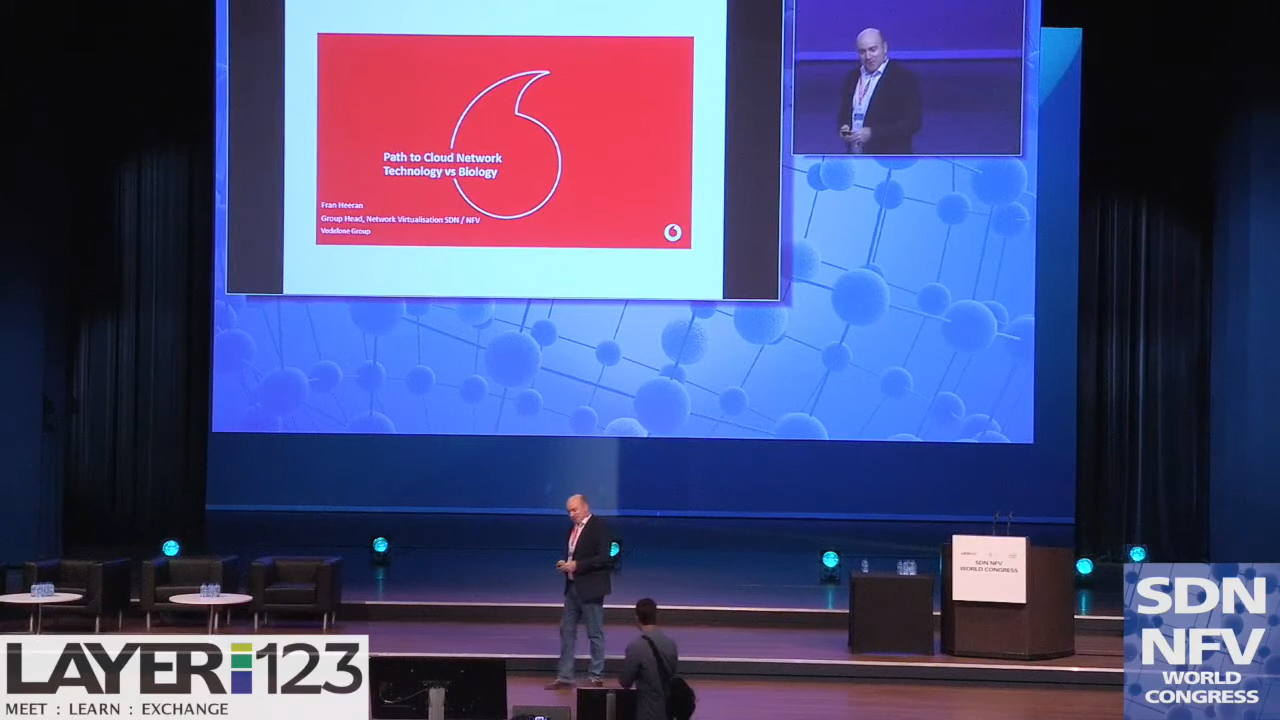 Path to Cloud Network
Technology vs Biology
Fran Heeran
Group Head, Network Virtualisation SDN / NFV
Vodafone Group
SDN NFV
WORLD CONGRESS
LAYER123
MEET : LEARN : EXCHANGE
SDN
NFV
WORLD
CONGRESS